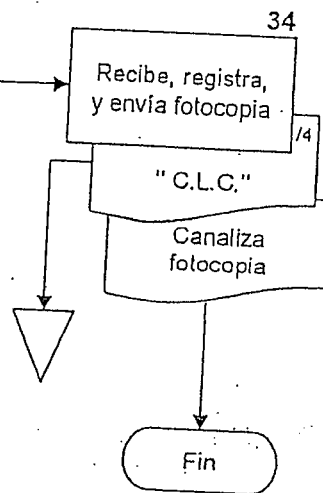 34
Recibe, registra,
y envía fotocopia
/4
" C.L.C."
Canaliza
fotocopia
Fin